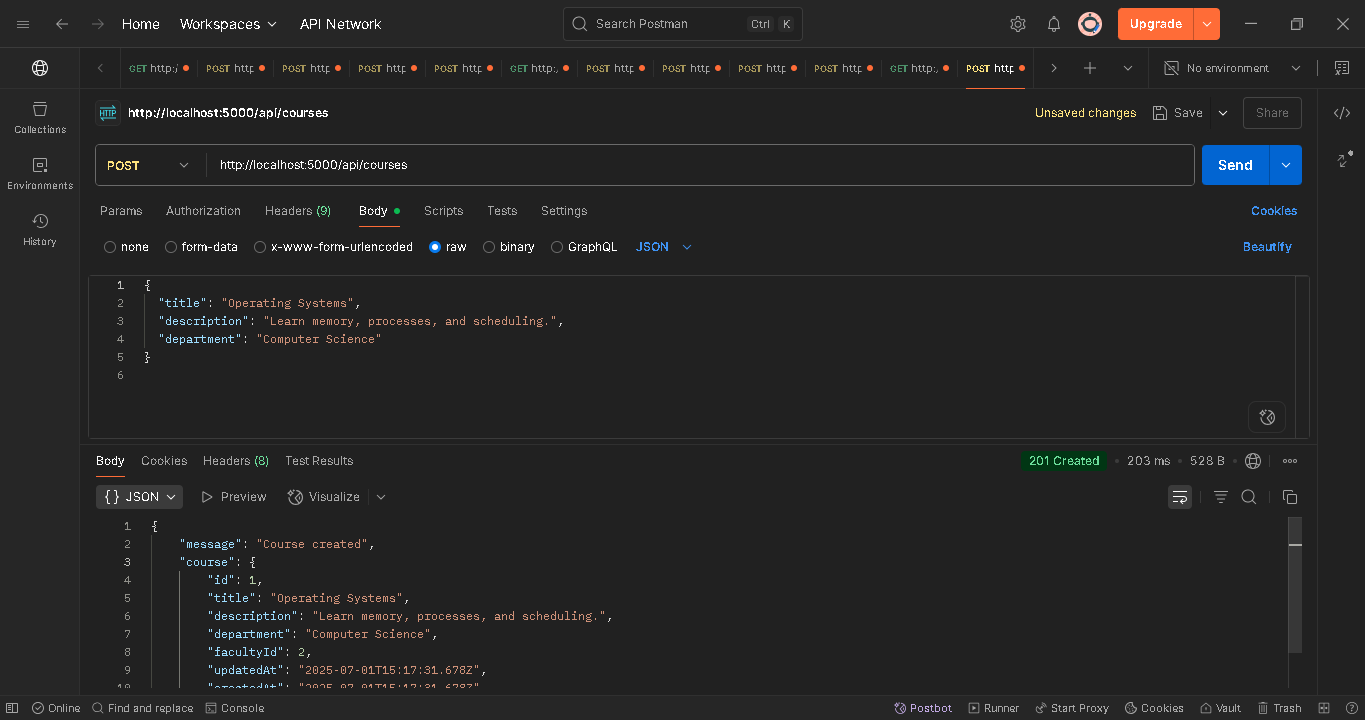 Home Workspaces API Network Search Postman Ctrl K Upgrade
GET http:/ POST http POST http POST http POST http GET http:, POST http POST http POST http POST http GET http:, POST http No environment
HTTP http://localhost:5000/api/courses Unsaved changes Save Share
Collections
Environments
History
POST http://localhost:5000/api/courses Send
Params Authorization Headers (9) Body Scripts Tests Settings Cookies
none form-data x-www-form-urlencoded raw binary GraphQL JSON Beautify
1 {
2 "title": "Operating Systems",
3 "description": "Learn memory, processes, and scheduling.",
4 "department": "Computer Science"
5 }
6
Body Cookies Headers (8) Test Results 201 Created • 203 ms • 528 B
{} JSON Preview Visualize
1 {
2 "message": "Course created",
3 "course": {
4 "id": 1,
5 "title": "Operating Systems",
6 "description": "Learn memory, processes, and scheduling.",
7 "department": "Computer Science",
8 "facultyId": 2,
9 "updatedAt": "2025-07-01T15:17:31.678Z",
10 "createdAt": "2025-07-01T15:17:31.678Z"
Online Find and replace Console Postbot Runner Start Proxy Cookies Vault Trash